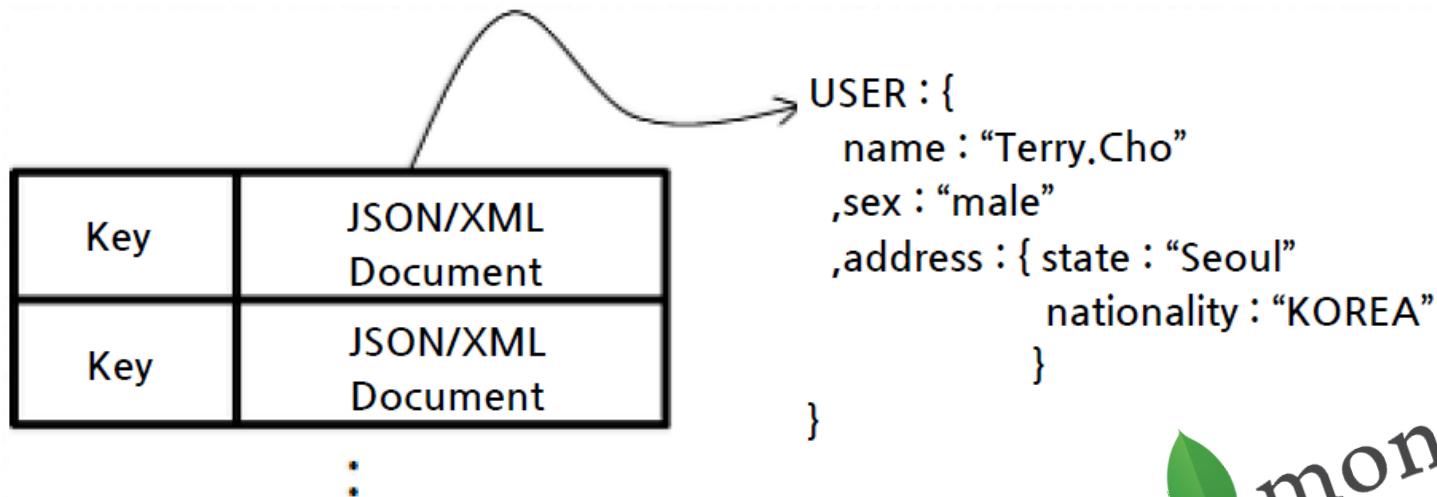 USER : {
name : “Terry.Cho”
,sex : “male”
,address : { state : “Seoul”
nationality : “KOREA”
}
}
Key
JSON/XML
Document
Key
JSON/XML
Document
mon